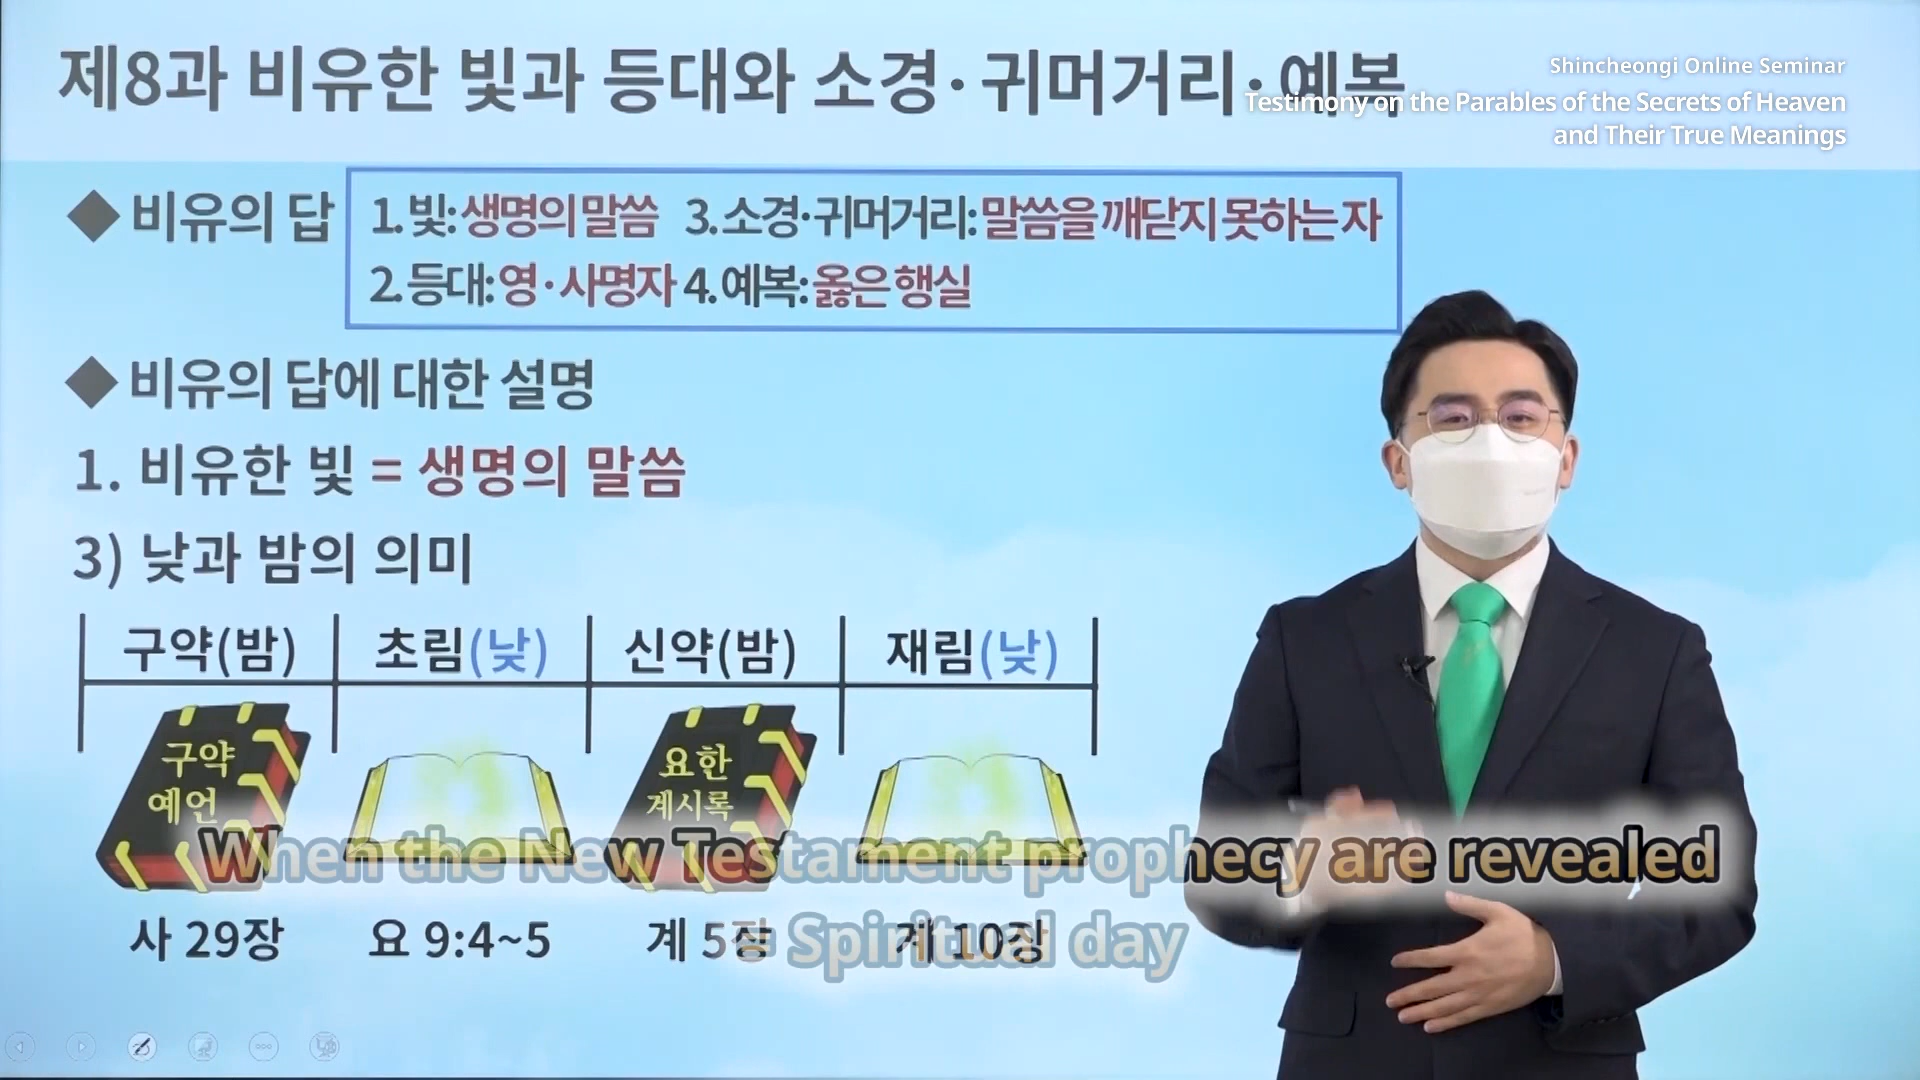 제8과 비유한 빛과 등대와 소경·귀머거리·예복
Shincheongi Online Seminar
Testimony on the Parables of the Secrets of Heaven
and Their True Meanings
◆ 비유의 답
1. 빛: 생명의 말씀 3. 소경·귀머거리: 말씀을 깨닫지 못하는 자
2. 등대: 영·사명자 4. 예복: 옳은 행실
◆ 비유의 답에 대한 설명
1. 비유한 빛 = 생명의 말씀
3) 낮과 밤의 의미
구약(밤) 초림(낮) 신약(밤) 재림(낮)
구약
예언
요한
계시록
When the New Testament prophecy are revealed
= Spiritual day
사 29장 요 9:4~5 계 5장 계 10장